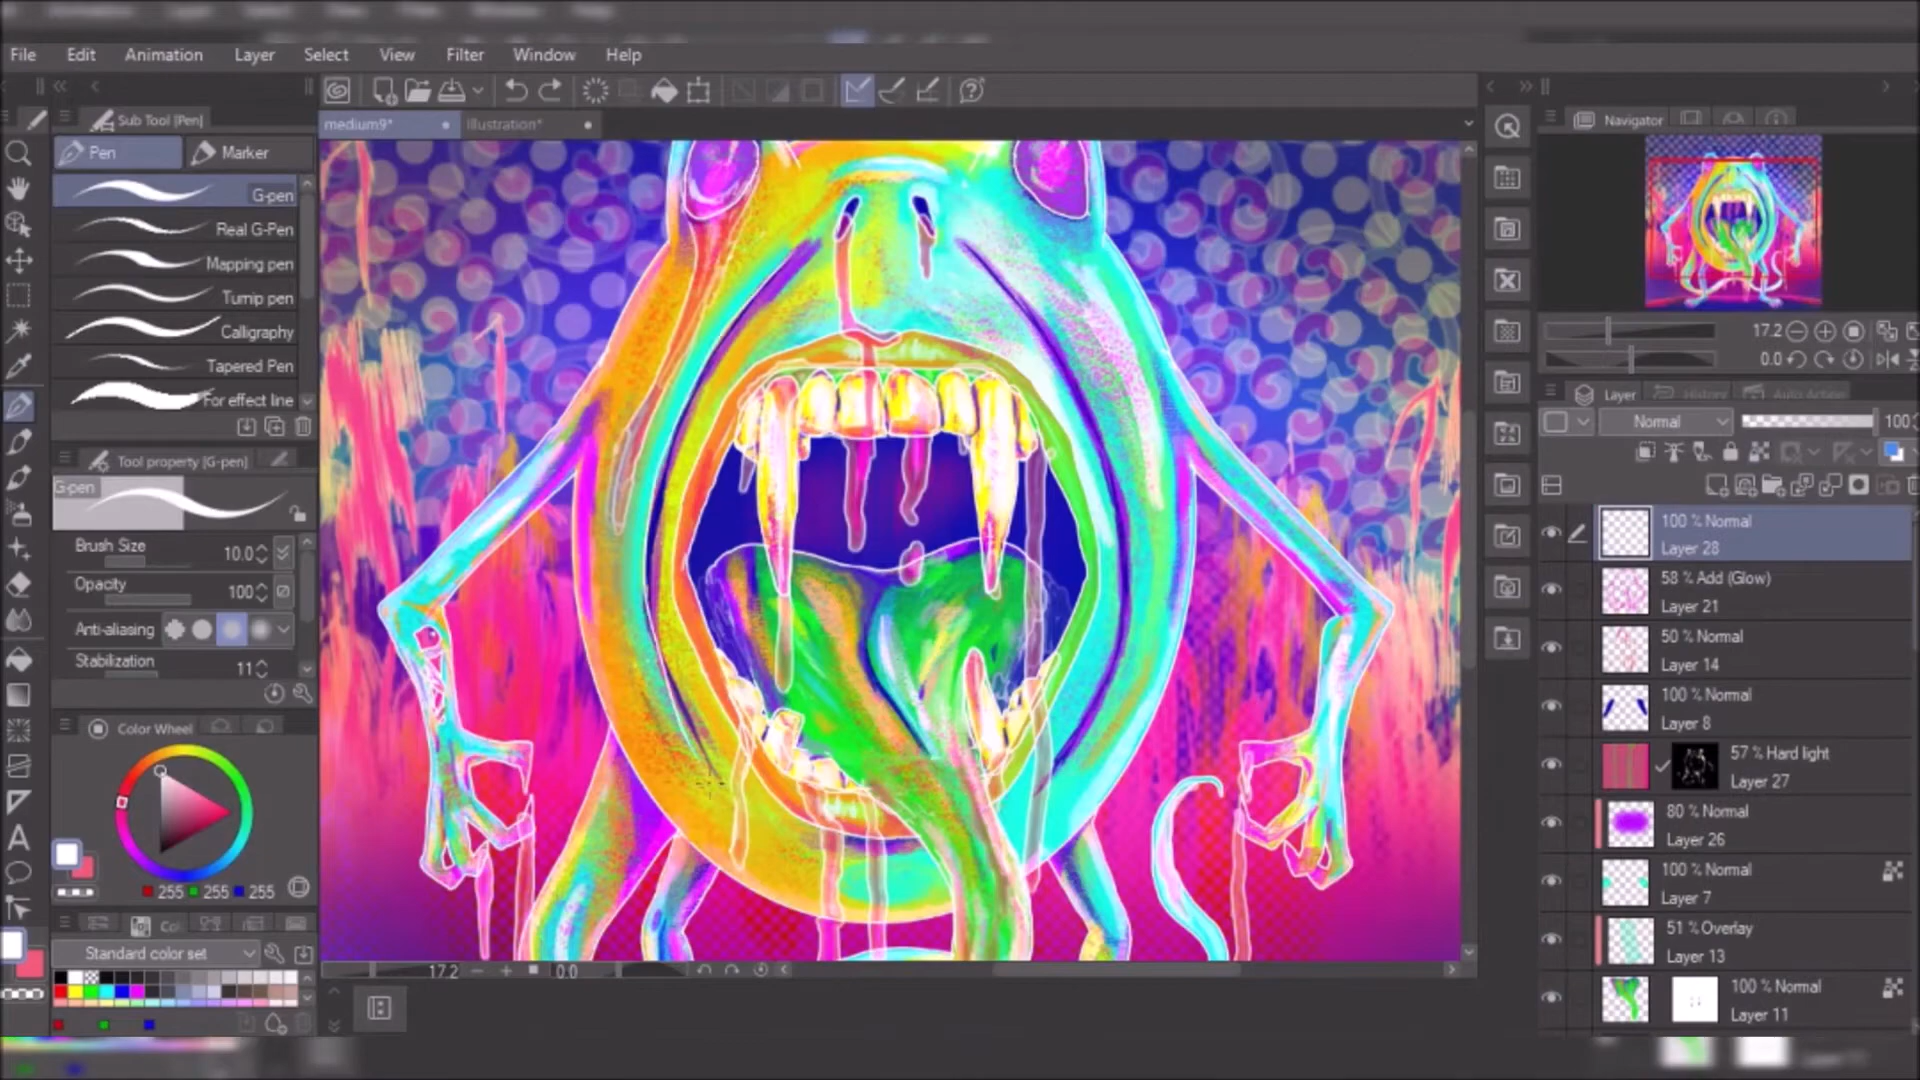 File Edit Animation Layer Select View Filter Window Help
Sub Tool [Pen]
Pen Marker
medium9* Illustration*
Navigator
G-pen
Real G-Pen
Mapping pen
Turnip pen
Calligraphy
Tapered Pen
For effect line
17.2
0.0
Layer History Auto Action
Normal 100
Tool property [G-pen]
G-pen
Brush Size 10.0
Opacity 100
Anti-aliasing
Stabilization 11
Color Wheel
255 255 255
Standard color set
17.2 0.0
100 % Normal
Layer 28
58 % Add (Glow)
Layer 21
50 % Normal
Layer 14
100 % Normal
Layer 8
57 % Hard light
Layer 27
80 % Normal
Layer 26
100 % Normal
Layer 7
51 % Overlay
Layer 13
100 % Normal
Layer 11